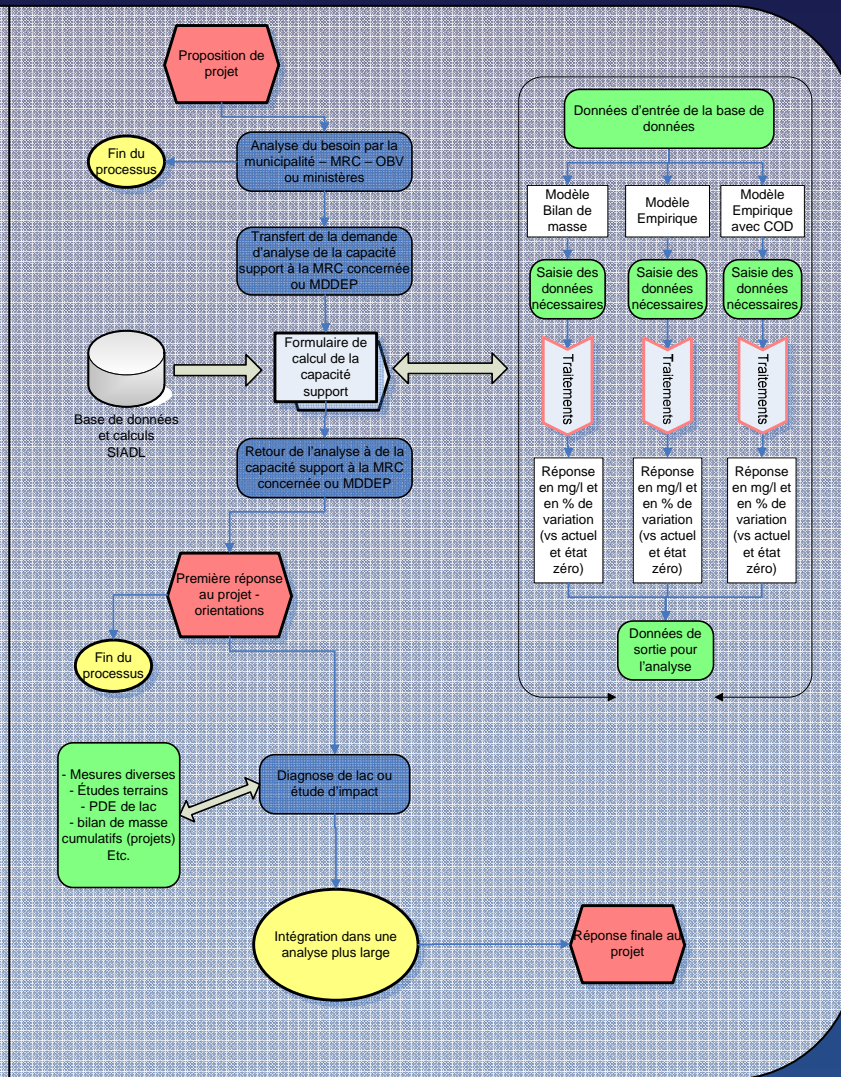 Proposition de
projet
Analyse du besoin par la
municipalité – MRC – OBV
ou ministères
Fin du
processus
Transfert de la demande
d'analyse de la capacité
support à la MRC concernée
ou MDDEP
Formulaire de
calcul de la
capacité
support
Base de données
et calculs
SIADL
Retour de l'analyse à de la
capacité support à la MRC
concernée ou MDDEP
Première réponse
au projet -
orientations
Fin du
processus
Diagnose de lac ou
étude d'impact
- Mesures diverses
- Études terrains
- PDE de lac
- bilan de masse
cumulatifs (projets)
Etc.
Intégration dans une
analyse plus large
Réponse finale au
projet
Données d'entrée de la base de
données
Modèle
Bilan de
masse
Modèle
Empirique
Modèle
Empirique
avec COD
Saisie des
données
nécessaires
Saisie des
données
nécessaires
Saisie des
données
nécessaires
Traitements
Traitements
Traitements
Réponse
en mg/l et
en % de
variation
(vs actuel
et état
zéro)
Réponse
en mg/l et
en % de
variation
(vs actuel
et état
zéro)
Réponse
en mg/l et
en % de
variation
(vs actuel
et état
zéro)
Données de
sortie pour
l'analyse